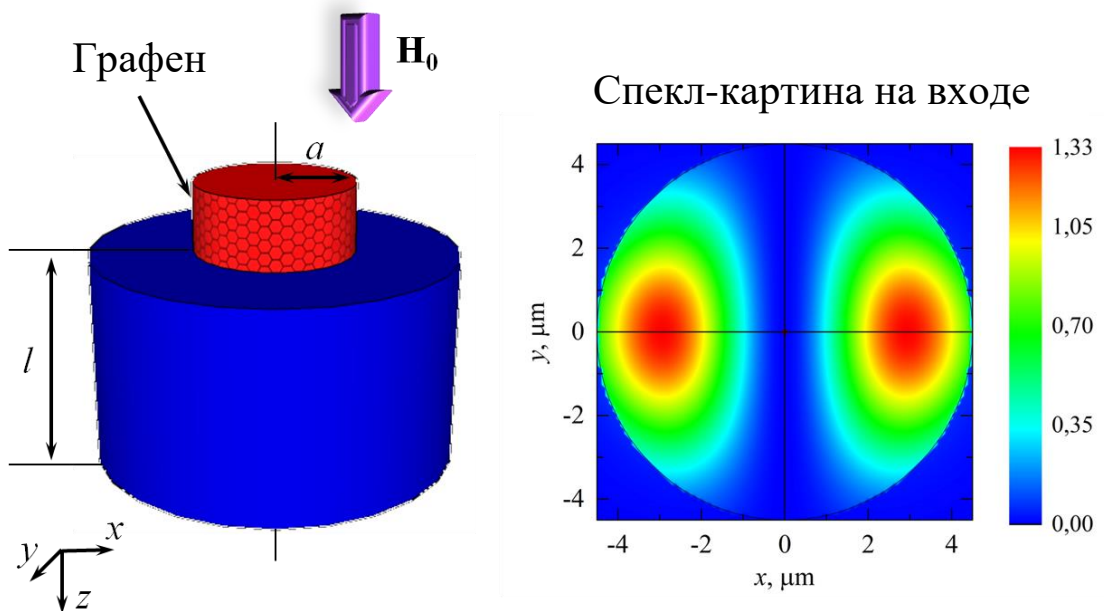 Графен
H₀
a
l
x
y
z
Спекл-картина на входе
4
2
0
-2
-4
y, μm
-4
-2
0
2
4
x, μm
1,33
1,05
0,70
0,35
0,00